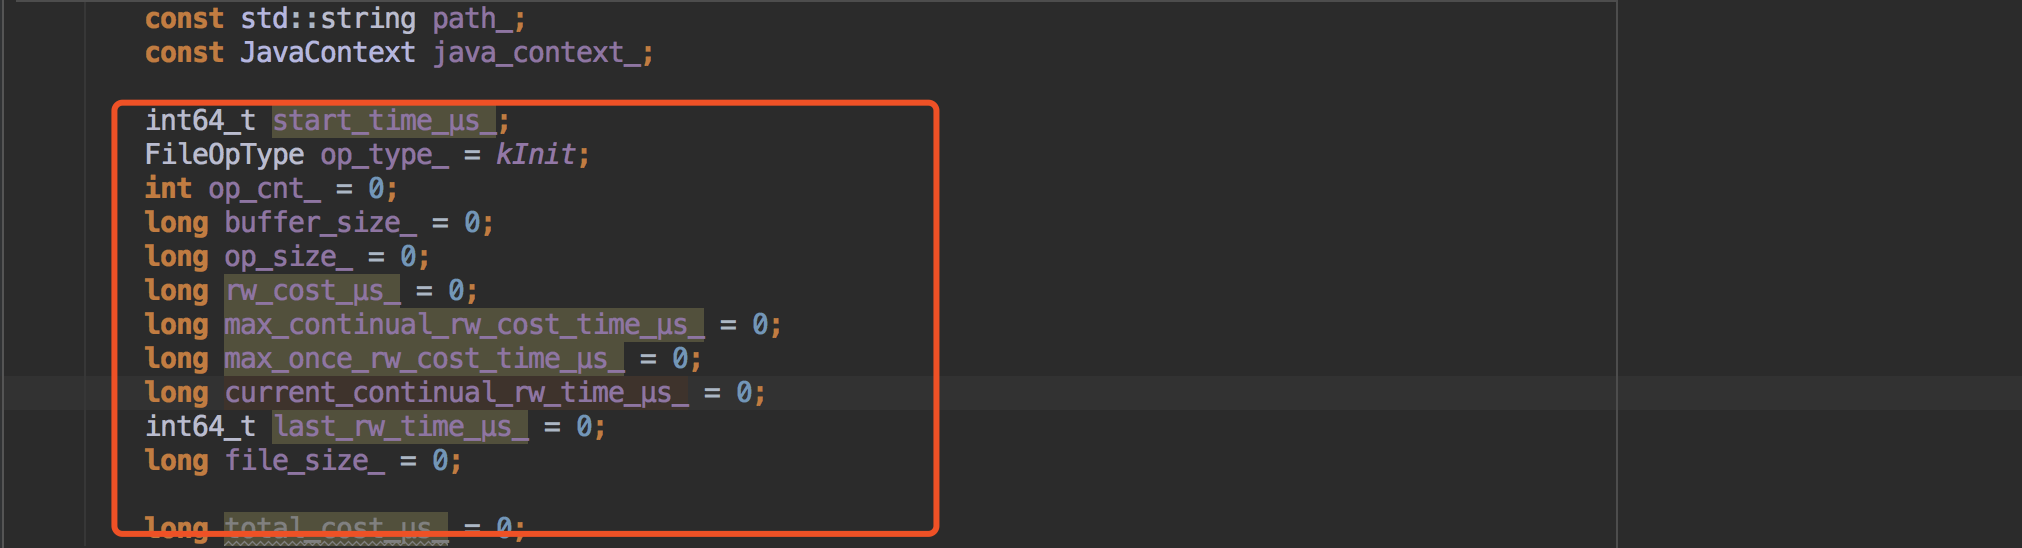 const std::string path_;
const JavaContext java_context_;
int64_t start_time_μs_;
FileOpType op_type_ = kInit;
int op_cnt_ = 0;
long buffer_size_ = 0;
long op_size_ = 0;
long rw_cost_μs_ = 0;
long max_continual_rw_cost_time_μs_ = 0;
long max_once_rw_cost_time_μs_ = 0;
long current_continual_rw_time_μs_ = 0;
int64_t last_rw_time_μs_ = 0;
long file_size_ = 0;
long total_cost_μs_ = 0;